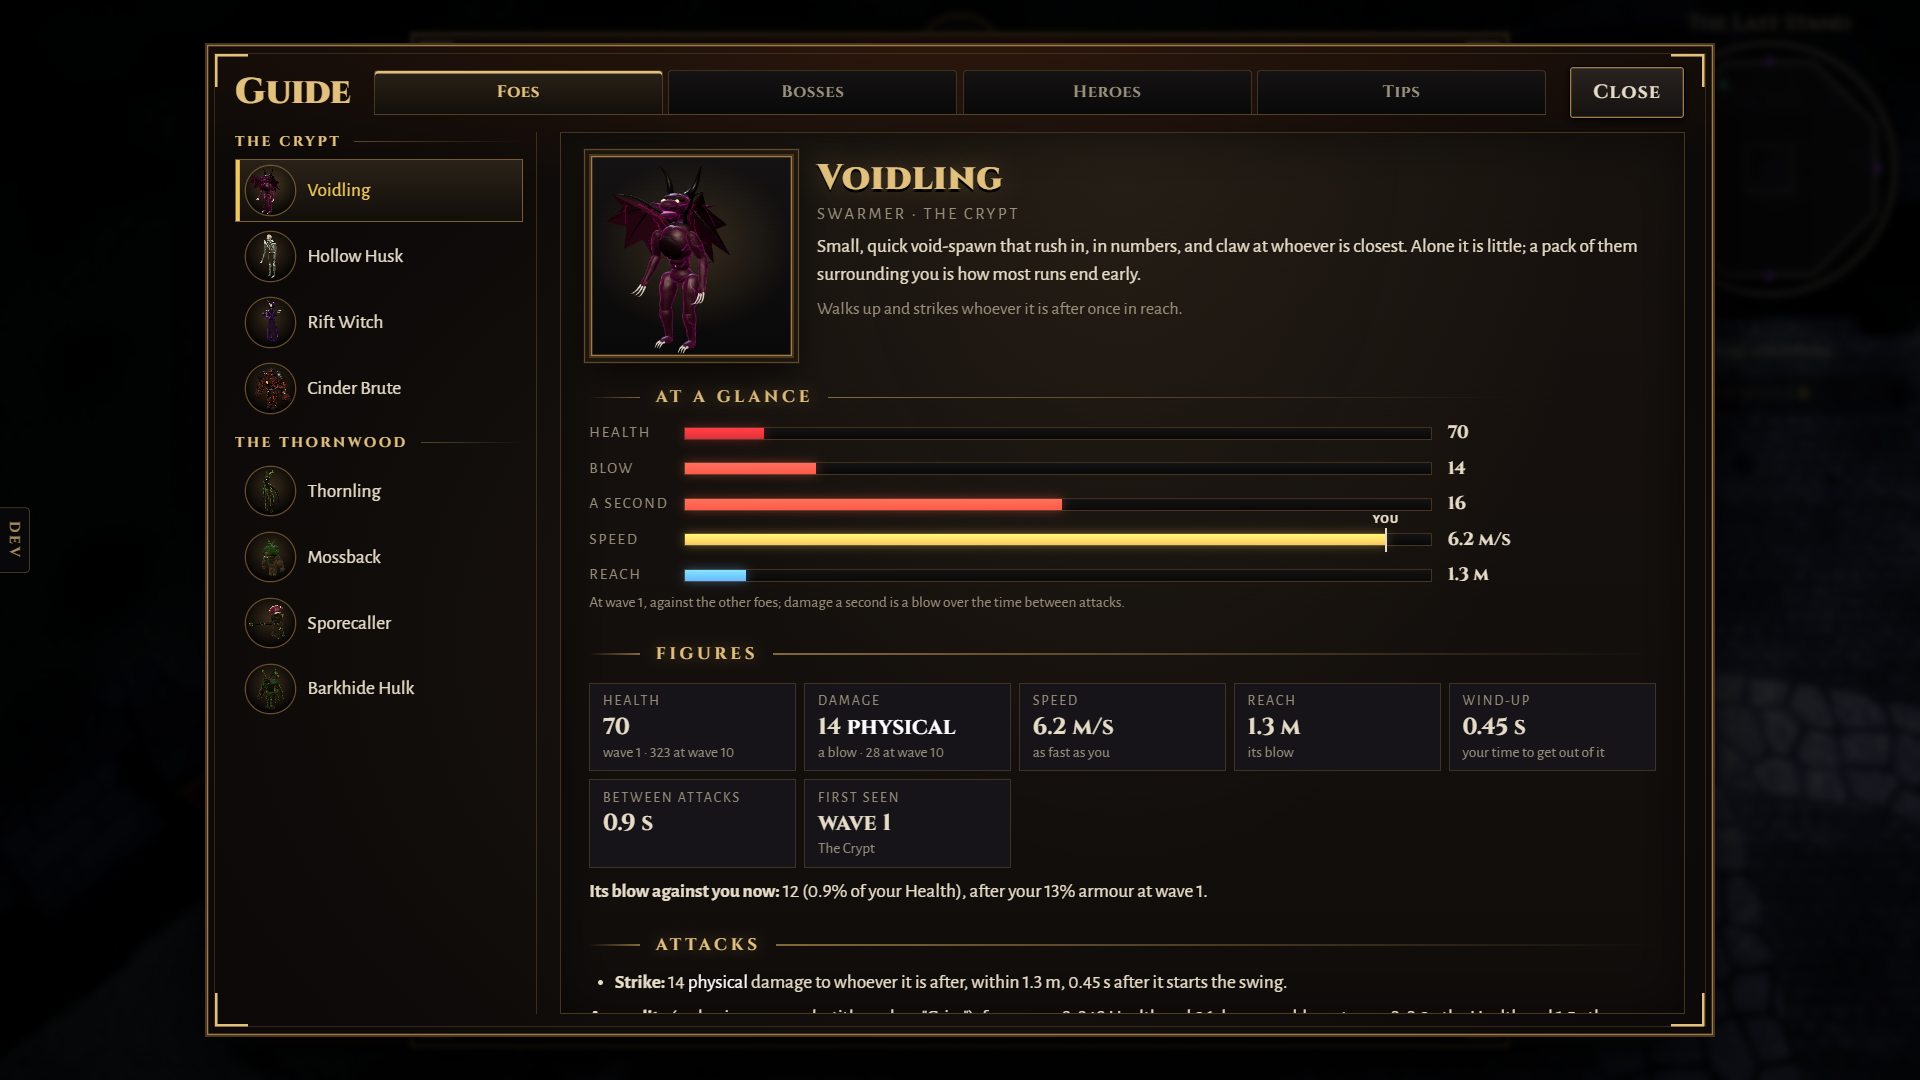 THE LAST STAND
GUIDE
FOES
BOSSES
HEROES
TIPS
CLOSE
THE CRYPT
Voidling
Hollow Husk
Rift Witch
Cinder Brute
THE THORNWOOD
Thornling
Mossback
Sporecaller
Barkhide Hulk
DEV
VOIDLING
SWARMER · THE CRYPT
Small, quick void-spawn that rush in, in numbers, and claw at whoever is closest. Alone it is little; a pack of them
surrounding you is how most runs end early.
Walks up and strikes whoever it is after once in reach.
AT A GLANCE
HEALTH 70
BLOW 14
A SECOND 16
YOU
SPEED 6.2 M/S
REACH 1.3 M
At wave 1, against the other foes; damage a second is a blow over the time between attacks.
FIGURES
HEALTH
70
wave 1 · 323 at wave 10
DAMAGE
14 PHYSICAL
a blow · 28 at wave 10
SPEED
6.2 M/S
as fast as you
REACH
1.3 M
its blow
WIND-UP
0.45 S
your time to get out of it
BETWEEN ATTACKS
0.9 S
FIRST SEEN
WAVE 1
The Crypt
Its blow against you now: 12 (0.9% of your Health), after your 13% armour at wave 1.
ATTACKS
• Strike: 14 physical damage to whoever it is after, within 1.3 m, 0.45 s after it starts the swing.